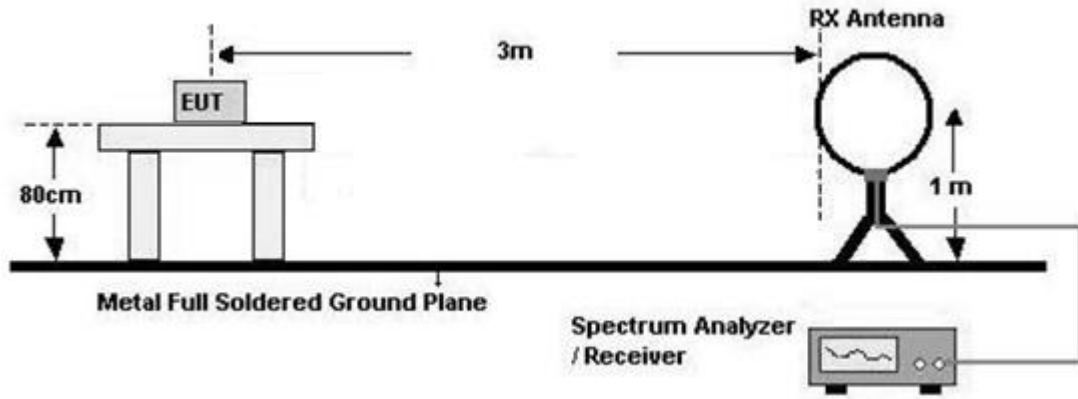 RX Antenna
3m
EUT
80cm
1 m
Metal Full Soldered Ground Plane
Spectrum Analyzer
/ Receiver